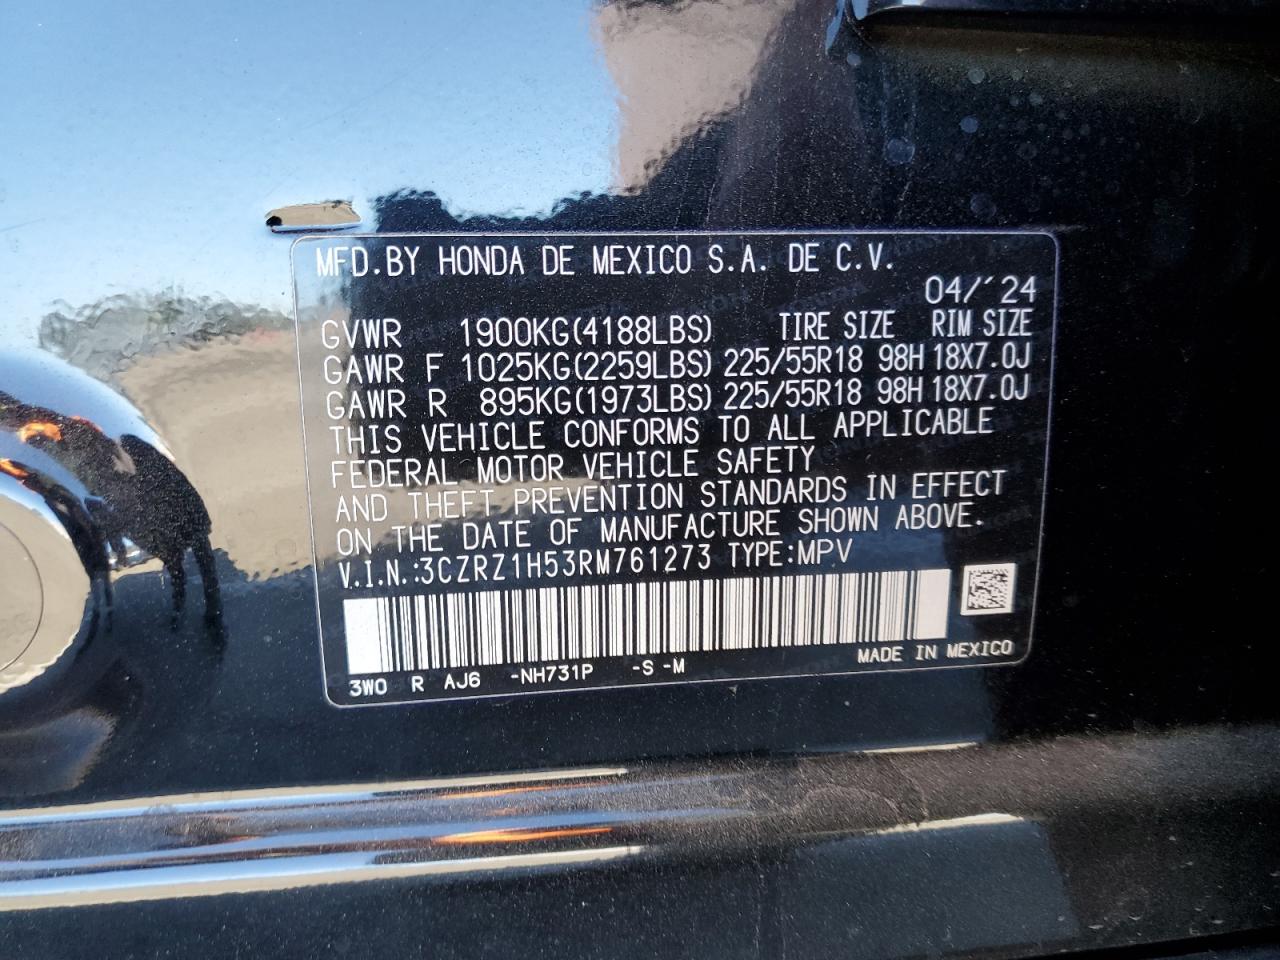 MFD.BY HONDA DE MEXICO S.A. DE C.V.
04/´24
GVWR 1900KG(4188LBS) TIRE SIZE RIM SIZE
GAWR F 1025KG(2259LBS) 225/55R18 98H 18X7.0J
GAWR R 895KG(1973LBS) 225/55R18 98H 18X7.0J
THIS VEHICLE CONFORMS TO ALL APPLICABLE
FEDERAL MOTOR VEHICLE SAFETY
AND THEFT PREVENTION STANDARDS IN EFFECT
ON THE DATE OF MANUFACTURE SHOWN ABOVE.
V.I.N.:3CZRZ1H53RM761273 TYPE:MPV
MADE IN MEXICO
3W0 R AJ6 -NH731P -S -M